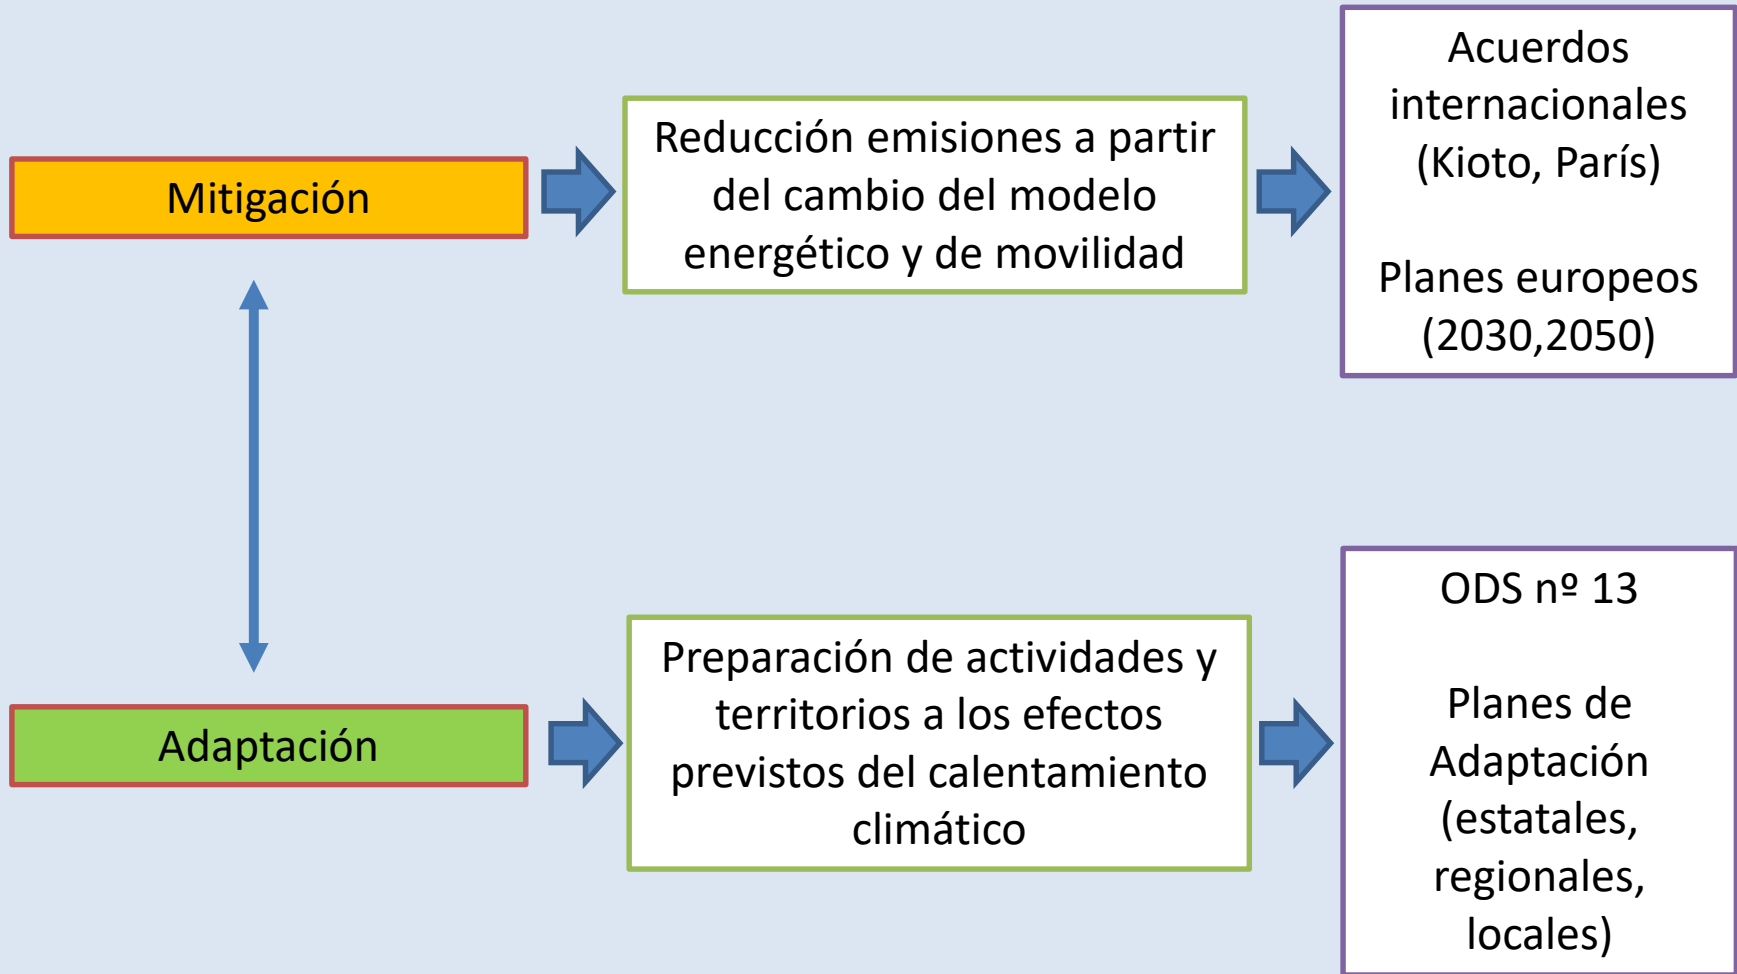 Mitigación
Reducción emisiones a partir
del cambio del modelo
energético y de movilidad
Acuerdos
internacionales
(Kioto, París)
Planes europeos
(2030,2050)
Adaptación
Preparación de actividades y
territorios a los efectos
previstos del calentamiento
climático
ODS nº 13
Planes de
Adaptación
(estatales,
regionales,
locales)